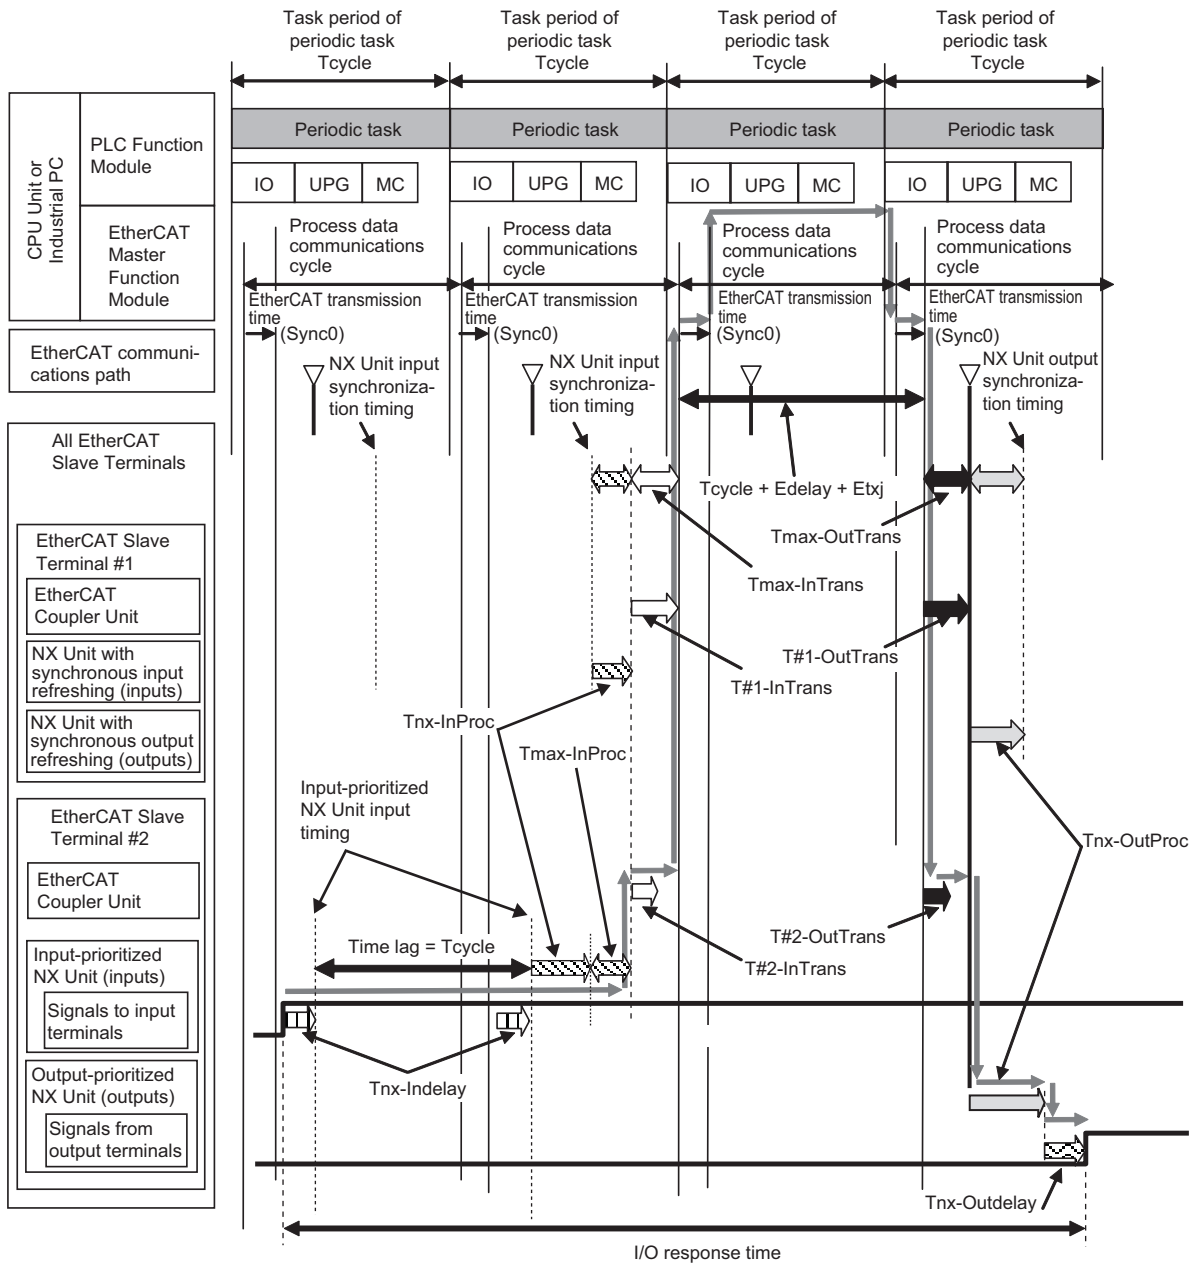 Task period of
periodic task
Tcycle
Task period of
periodic task
Tcycle
Task period of
periodic task
Tcycle
Task period of
periodic task
Tcycle
CPU Unit or
Industrial PC
PLC Function
Module
Periodic task
Periodic task
Periodic task
Periodic task
IO
UPG
MC
IO
UPG
MC
IO
UPG
MC
IO
UPG
MC
EtherCAT
Master
Function
Module
Process data
communications
cycle
Process data
communications
cycle
Process data
communications
cycle
Process data
communications
cycle
EtherCAT transmission
time
(Sync0)
EtherCAT transmission
time
(Sync0)
EtherCAT transmission
time
(Sync0)
EtherCAT transmission
time
(Sync0)
EtherCAT communi-
cations path
NX Unit input
synchroniza-
tion timing
NX Unit input
synchroniza-
tion timing
NX Unit output
synchroniza-
tion timing
All EtherCAT
Slave Terminals
Tcycle + Edelay + Etxj
Tmax-OutTrans
Tmax-InTrans
EtherCAT Slave
Terminal #1
EtherCAT
Coupler Unit
NX Unit with
synchronous input
refreshing (inputs)
NX Unit with
synchronous output
refreshing (outputs)
T#1-OutTrans
T#1-InTrans
Tnx-InProc
Tmax-InProc
Input-prioritized
NX Unit input
timing
Tnx-OutProc
EtherCAT Slave
Terminal #2
EtherCAT
Coupler Unit
T#2-OutTrans
T#2-InTrans
Time lag = Tcycle
Input-prioritized
NX Unit (inputs)
Signals to input
terminals
Tnx-Indelay
Output-prioritized
NX Unit (outputs)
Signals from
output terminals
Tnx-Outdelay
I/O response time